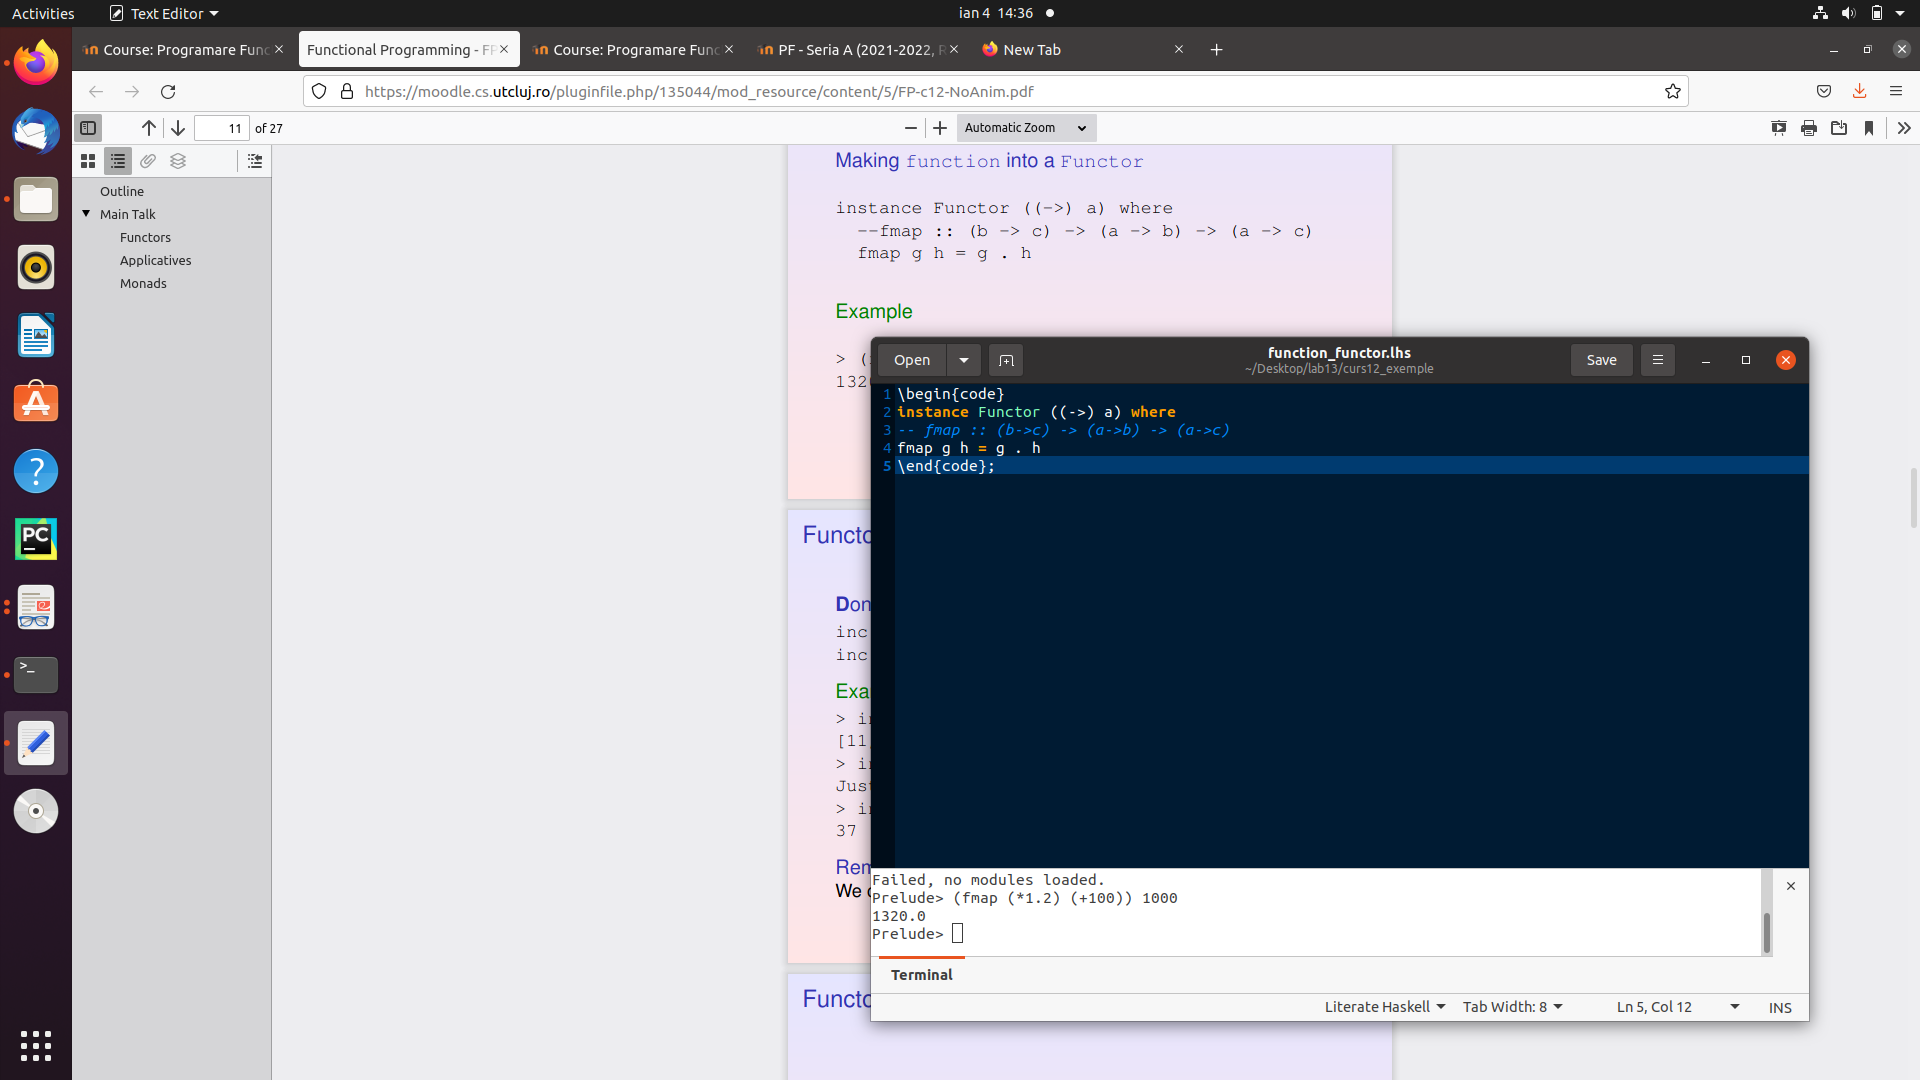 Activities
Text Editor
ian 4 14:36
Course: Programare Func
Functional Programming - FP
Course: Programare Func
PF - Seria A (2021-2022, R
New Tab
https://moodle.cs.utcluj.ro/pluginfile.php/135044/mod_resource/content/5/FP-c12-NoAnim.pdf
11 of 27
Automatic Zoom
Outline
Main Talk
Functors
Applicatives
Monads
Making function into a Functor
instance Functor ((->) a) where
--fmap :: (b -> c) -> (a -> b) -> (a -> c)
fmap g h = g . h
Example
> (
132
Functo
Don
inc
inc
Exa
> in
[11,
> in
Just
> in
37
Rem
We
Functo
Open
function_functor.lhs
~/Desktop/lab13/curs12_exemple
Save
1 \begin{code}
2 instance Functor ((->) a) where
3 -- fmap :: (b->c) -> (a->b) -> (a->c)
4 fmap g h = g . h
5 \end{code};
Failed, no modules loaded.
Prelude> (fmap (*1.2) (+100)) 1000
1320.0
Prelude>
Terminal
Literate Haskell
Tab Width: 8
Ln 5, Col 12
INS
PC
>_
?